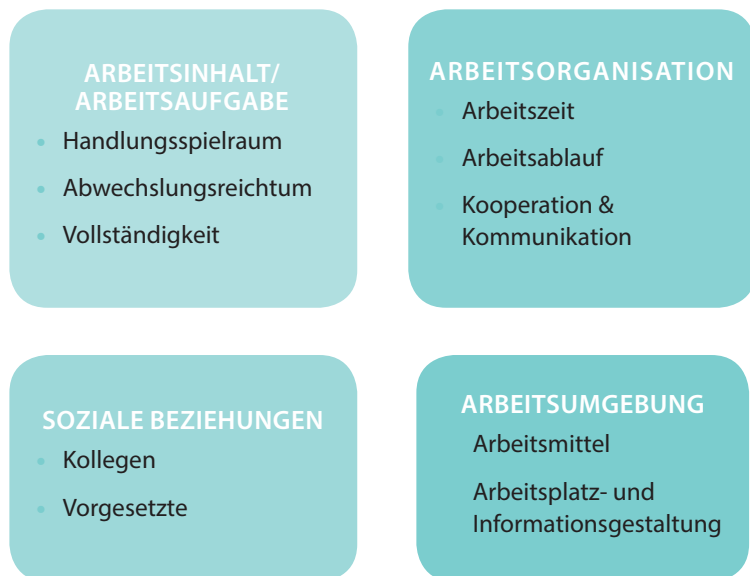 ARBEITSINHALT/
ARBEITSAUFGABE
• Handlungsspielraum
• Abwechslungsreichtum
• Vollständigkeit
ARBEITSORGANISATION
• Arbeitszeit
• Arbeitsablauf
• Kooperation &
Kommunikation
SOZIALE BEZIEHUNGEN
• Kollegen
• Vorgesetzte
ARBEITSUMGEBUNG
Arbeitsmittel
Arbeitsplatz- und
Informationsgestaltung